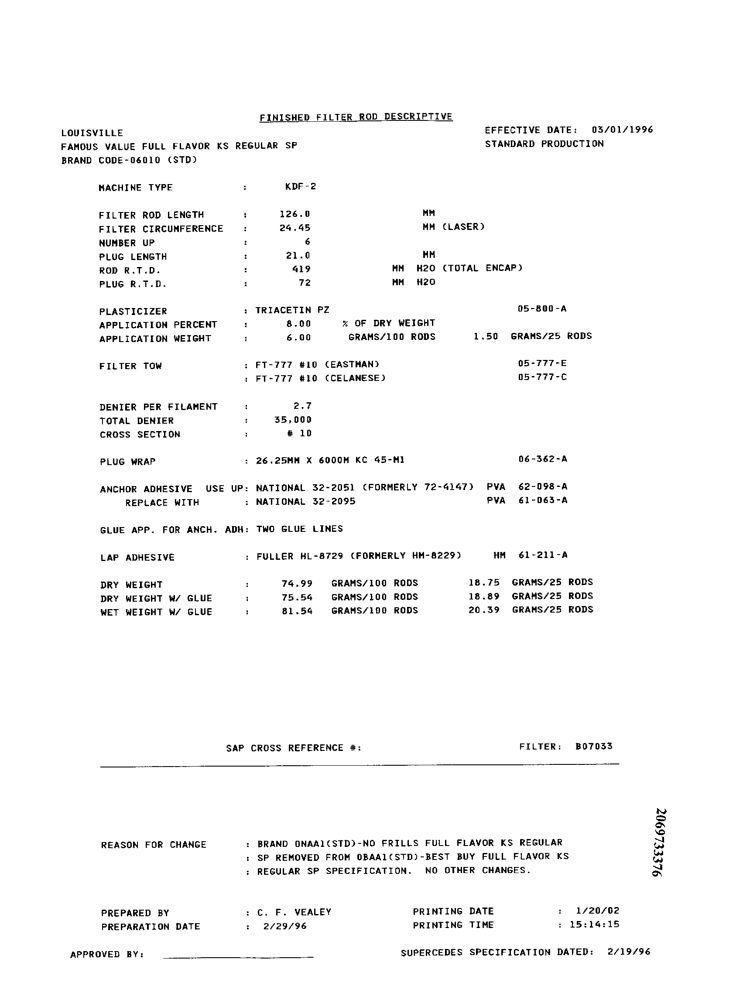 FINISHED FILTER ROD DESCRIPTIVE
LOUISVILLE EFFECTIVE DATE: 03/01/1996
FAMOUS VALUE FULL FLAVOR KS REGULAR SP STANDARD PRODUCTION
BRAND CODE-06010 (STD)
MACHINE TYPE : KDF-2
FILTER ROD LENGTH : 126.0 MM
FILTER CIRCUMFERENCE : 24.45 MM (LASER)
NUMBER UP : 6
PLUG LENGTH : 21.0 MM
ROD R.T.D. : 419 MM H2O (TOTAL ENCAP)
PLUG R.T.D. : 72 MM H2O
PLASTICIZER : TRIACETIN PZ 05-800-A
APPLICATION PERCENT : 8.00 % OF DRY WEIGHT
APPLICATION WEIGHT : 6.00 GRAMS/100 RODS 1.50 GRAMS/25 RODS
FILTER TOW : FT-777 #10 (EASTMAN) 05-777-E
: FT-777 #10 (CELANESE) 05-777-C
DENIER PER FILAMENT : 2.7
TOTAL DENIER : 35,000
CROSS SECTION : # 10
PLUG WRAP : 26.25MM X 6000M KC 45-M1 06-362-A
ANCHOR ADHESIVE USE UP: NATIONAL 32-2051 (FORMERLY 72-4147) PVA 62-098-A
REPLACE WITH : NATIONAL 32-2095 PVA 61-063-A
GLUE APP. FOR ANCH. ADH: TWO GLUE LINES
LAP ADHESIVE : FULLER HL-8729 (FORMERLY HM-8229) HM 61-211-A
DRY WEIGHT : 74.99 GRAMS/100 RODS 18.75 GRAMS/25 RODS
DRY WEIGHT W/ GLUE : 75.54 GRAMS/100 RODS 18.89 GRAMS/25 RODS
WET WEIGHT W/ GLUE : 81.54 GRAMS/100 RODS 20.39 GRAMS/25 RODS
SAP CROSS REFERENCE #: FILTER: B07033
2069733376
REASON FOR CHANGE : BRAND ONAA1(STD)-NO FRILLS FULL FLAVOR KS REGULAR
: SP REMOVED FROM OBAA1(STD)-BEST BUY FULL FLAVOR KS
: REGULAR SP SPECIFICATION. NO OTHER CHANGES.
PREPARED BY : C. F. VEALEY PRINTING DATE : 1/20/02
PREPARATION DATE : 2/29/96 PRINTING TIME : 15:14:15
APPROVED BY: SUPERCEDES SPECIFICATION DATED: 2/19/96